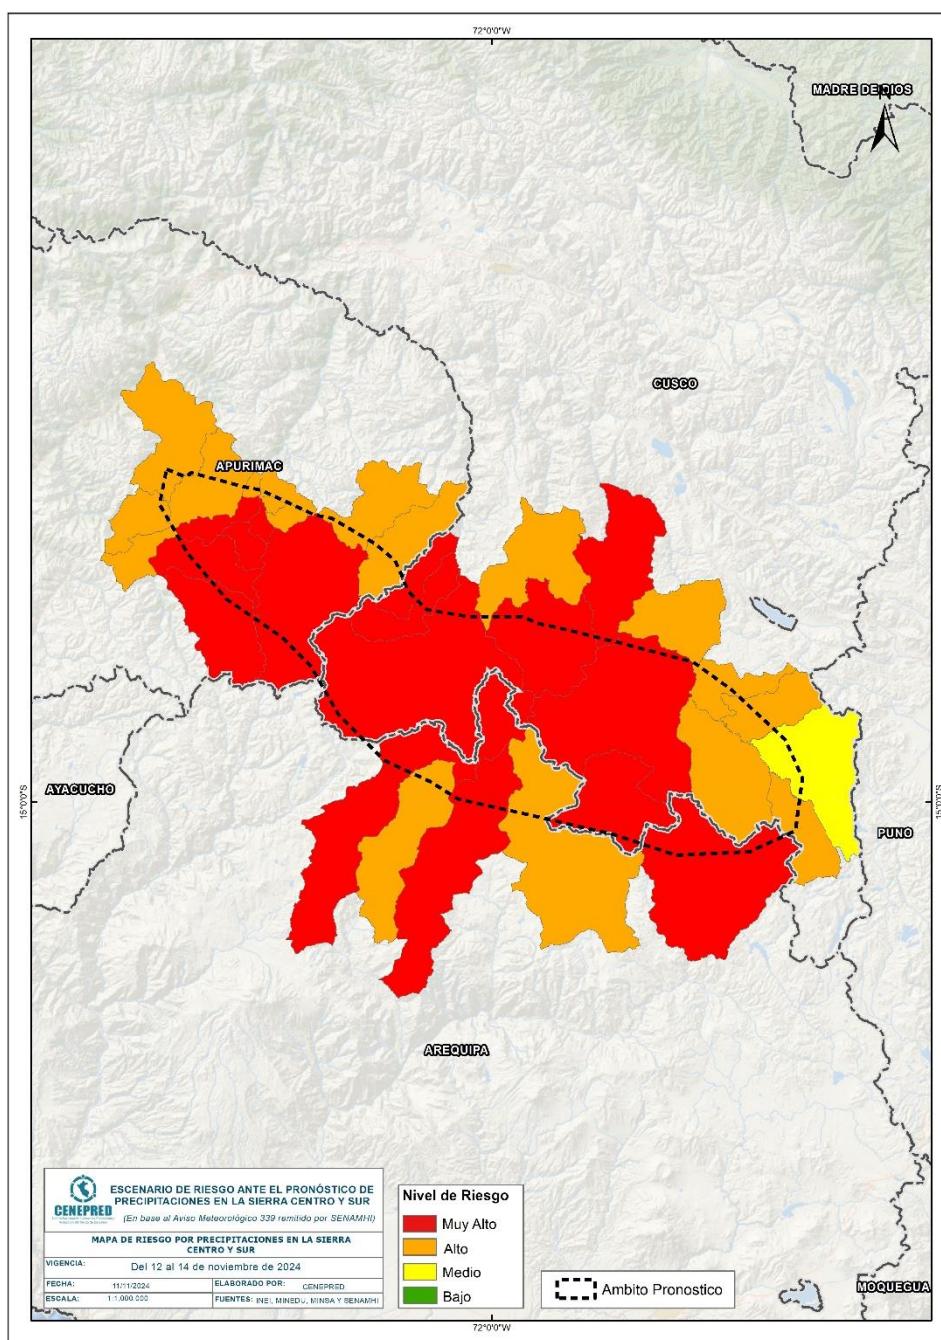 72°0'0"W
MADRE DE DIOS
N
CUSCO
APURIMAC
AYACUCHO
15°0'0"S
15°0'0"S
PUNO
AREQUIPA
MOQUEGUA
CENEPRED
ESCENARIO DE RIESGO ANTE EL PRONÓSTICO DE
PRECIPITACIONES EN LA SIERRA CENTRO Y SUR
(En base al Aviso Meteorológico 339 remitido por SENAMHI)
MAPA DE RIESGO POR PRECIPITACIONES EN LA SIERRA
CENTRO Y SUR
VIGENCIA: Del 12 al 14 de noviembre de 2024
FECHA: 11/11/2024 ELABORADO POR: CENEPRED
ESCALA: 1:1,000,000 FUENTES: INEI, MINEDU, MINSA Y SENAMHI
Nivel de Riesgo
Muy Alto
Alto
Medio
Bajo
Ambito Pronostico
72°0'0"W